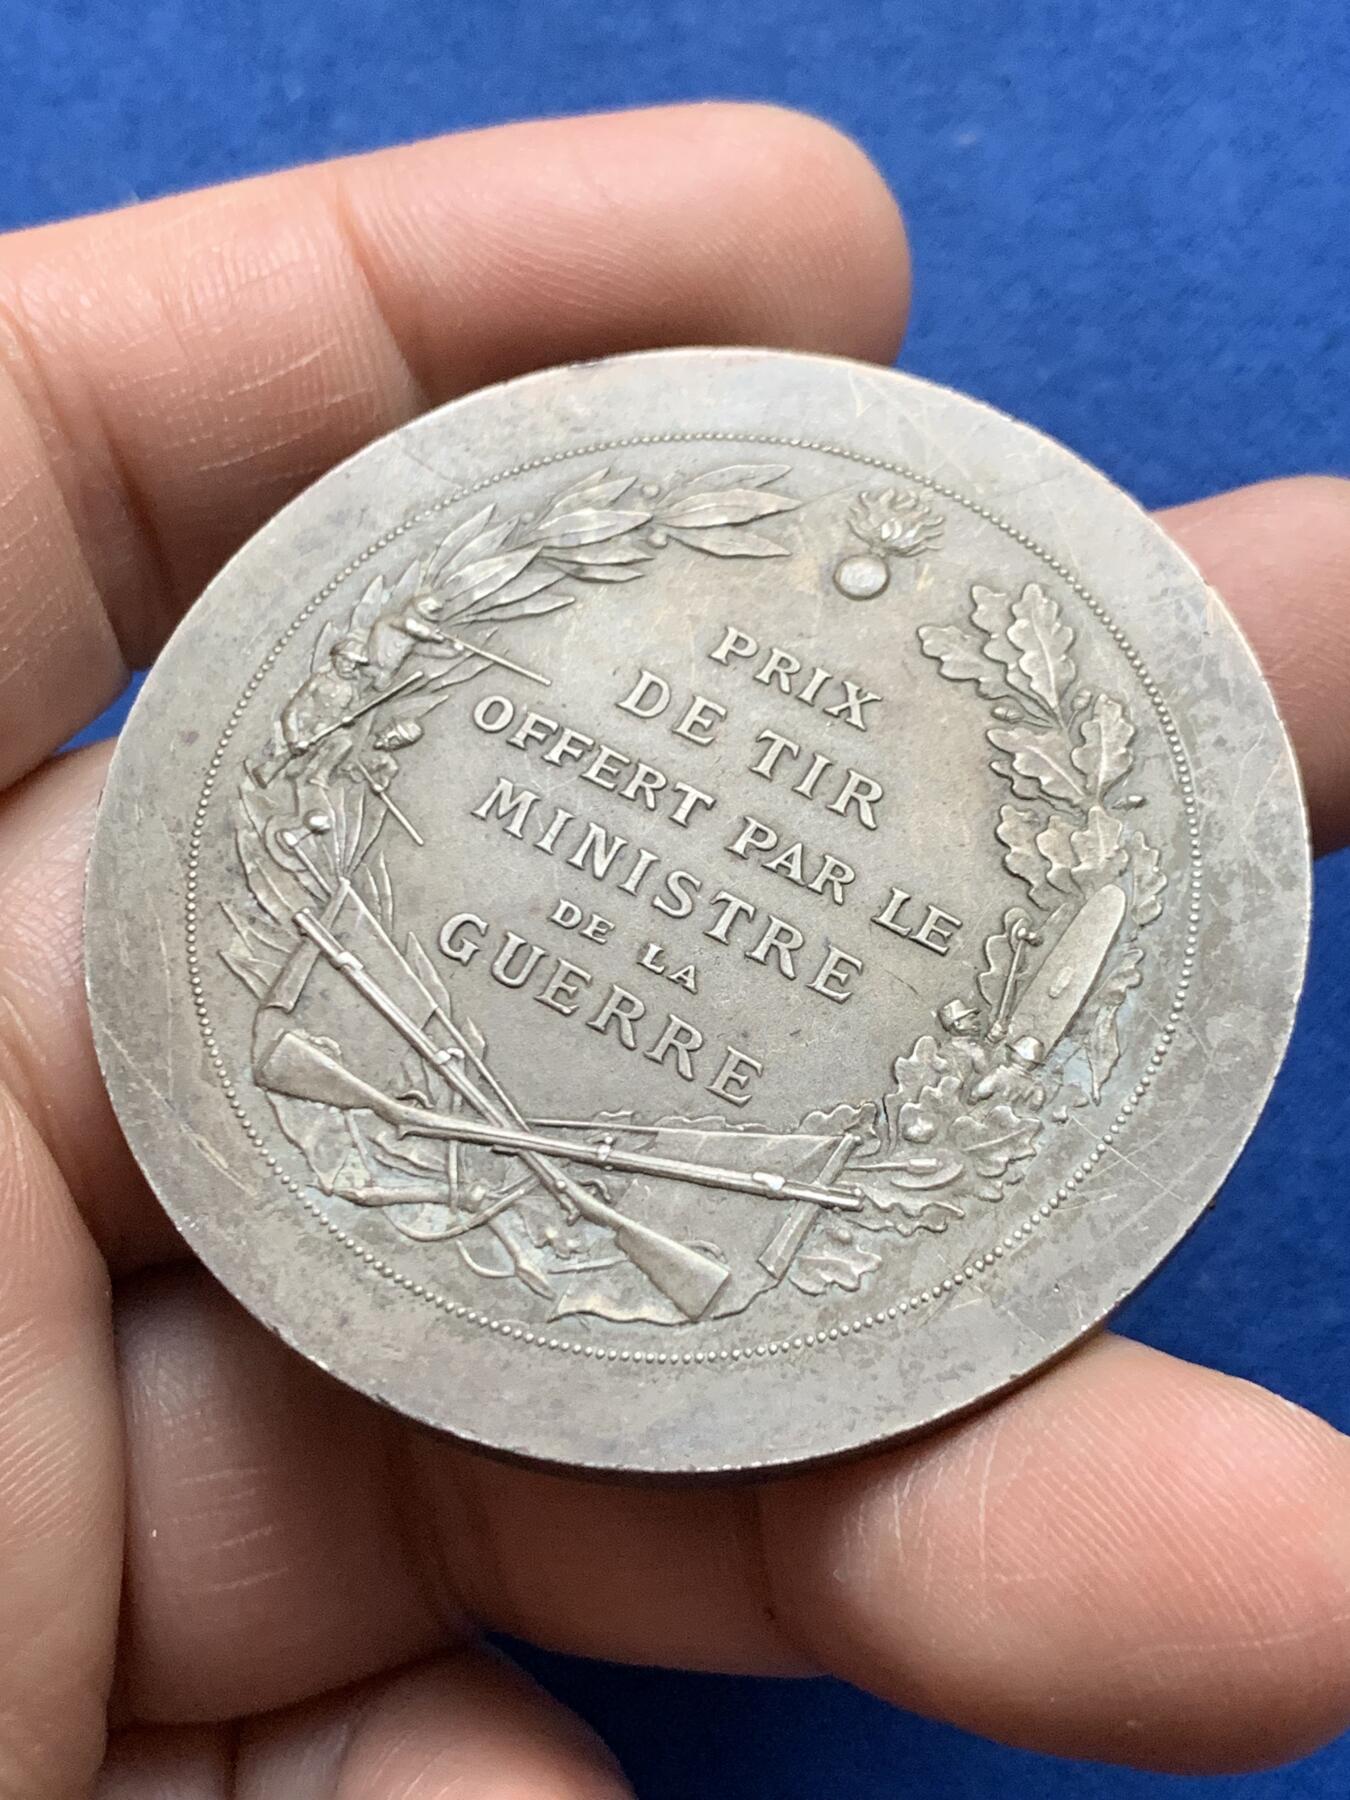 PRIX
DE TIR
OFFERT PAR LE
MINISTRE
DE LA
GUERRE